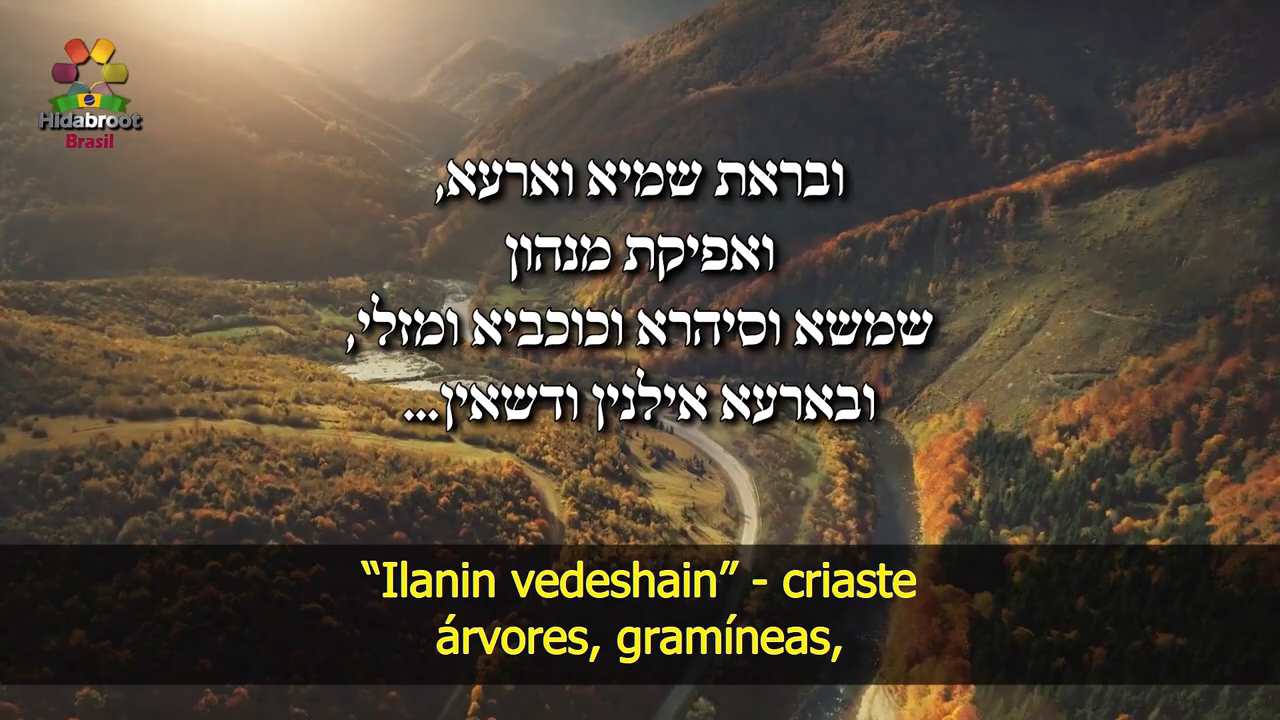 Hidabroot
Brasil
ובראת שמיא וארעא,
ואפיקת מנהון
שמשא וסיהרא וכוכביא ומזלי,
ובארעא אילנין ודשאין...
“Ilanin vedeshain” - criaste
árvores, gramíneas,